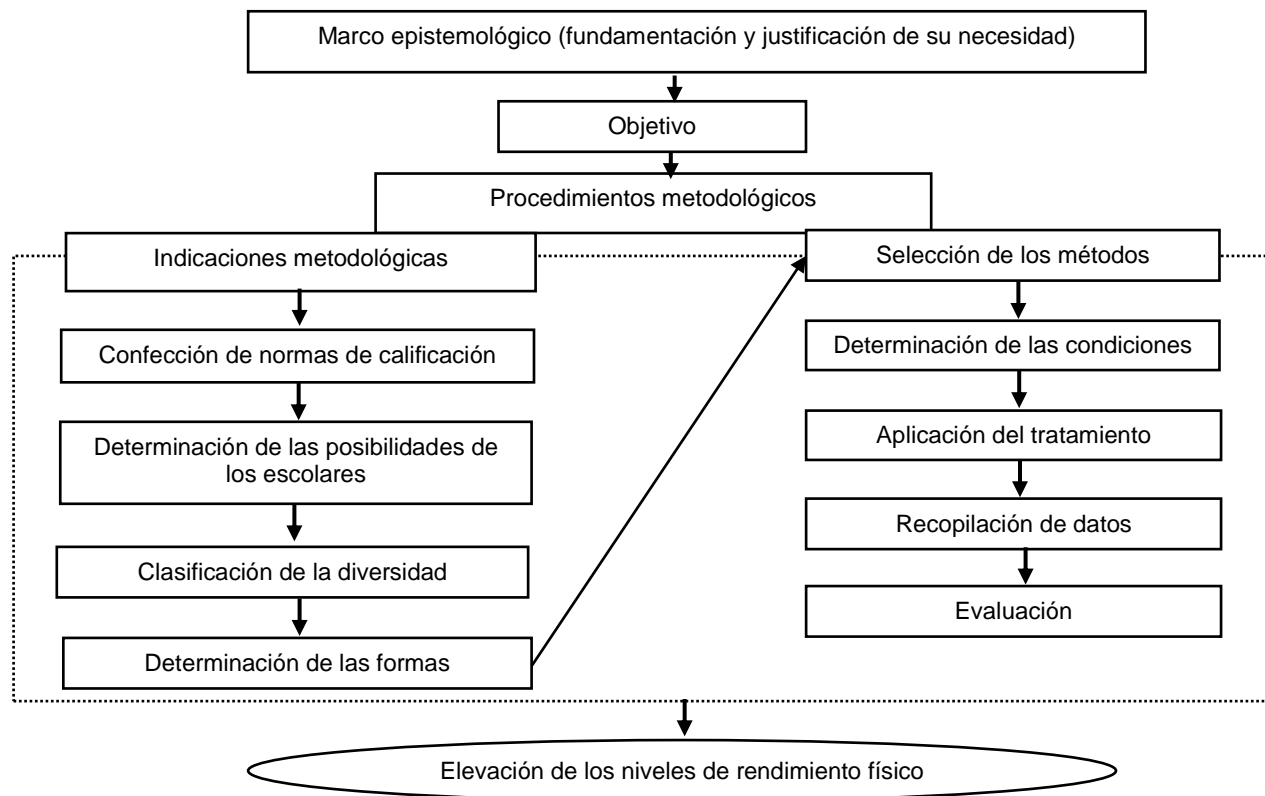 Marco epistemológico (fundamentación y justificación de su necesidad)
Objetivo
Procedimientos metodológicos
Indicaciones metodológicas
Confección de normas de calificación
Determinación de las posibilidades de
los escolares
Clasificación de la diversidad
Determinación de las formas
Selección de los métodos
Determinación de las condiciones
Aplicación del tratamiento
Recopilación de datos
Evaluación
Elevación de los niveles de rendimiento físico